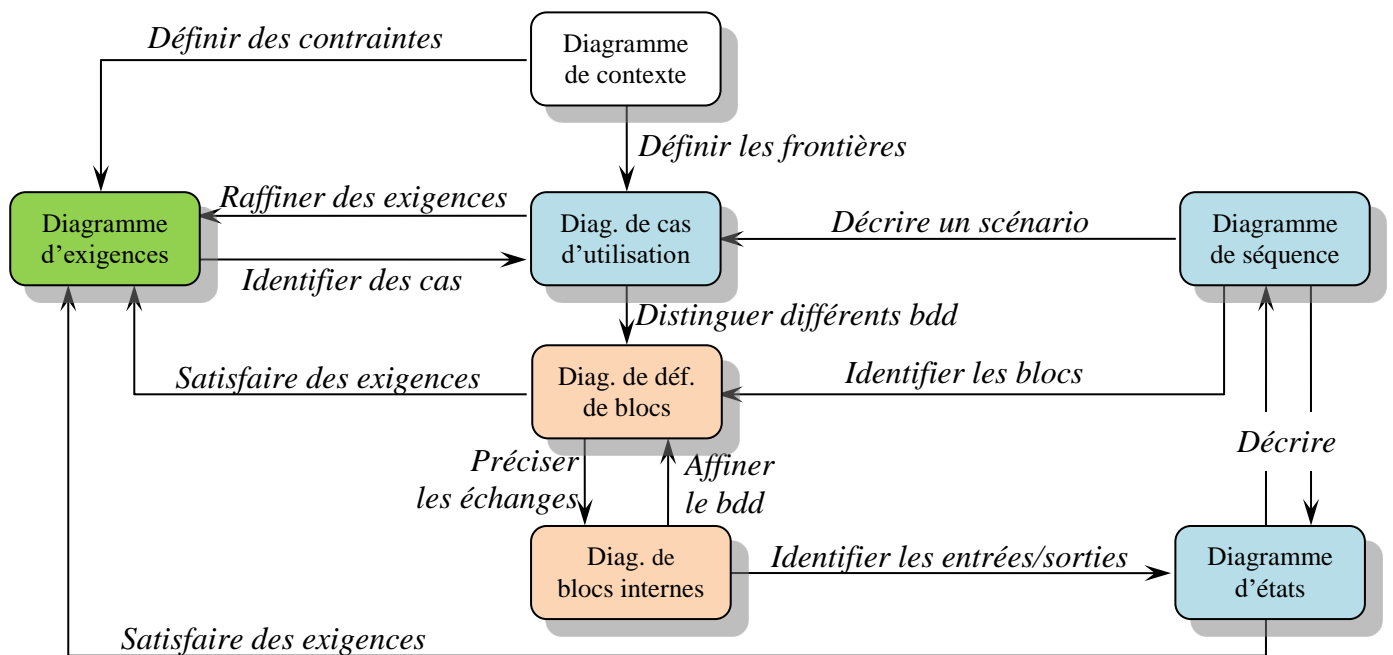 Définir des contraintes
Diagramme
de contexte
Définir les frontières
Diagramme
d’exigences
Raffiner des exigences
Identifier des cas
Diag. de cas
d’utilisation
Décrire un scénario
Diagramme
de séquence
Distinguer différents bdd
Satisfaire des exigences
Diag. de déf.
de blocs
Identifier les blocs
Décrire
Préciser
les échanges
Affiner
le bdd
Diag. de
blocs internes
Identifier les entrées/sorties
Diagramme
d’états
Satisfaire des exigences